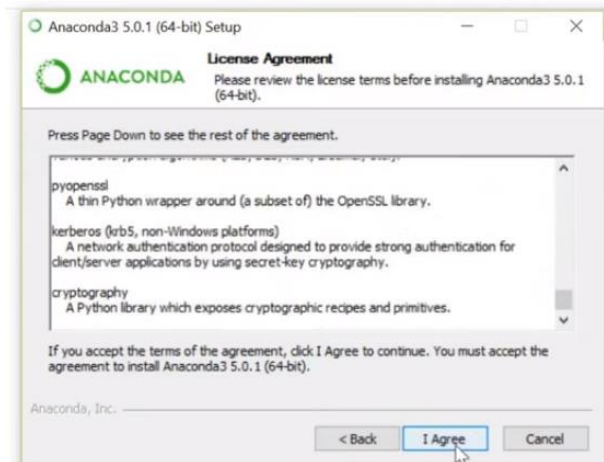 Anaconda3 5.0.1 (64-bit) Setup
ANACONDA
License Agreement
Please review the license terms before installing Anaconda3 5.0.1
(64-bit).
Press Page Down to see the rest of the agreement.
pyopenssl
A thin Python wrapper around (a subset of) the OpenSSL library.
kerberos (krb5, non-Windows platforms)
A network authentication protocol designed to provide strong authentication for
client/server applications by using secret-key cryptography.
cryptography
A Python library which exposes cryptographic recipes and primitives.
If you accept the terms of the agreement, click I Agree to continue. You must accept the
agreement to install Anaconda3 5.0.1 (64-bit).
Anaconda, Inc.
< Back
I Agree
Cancel